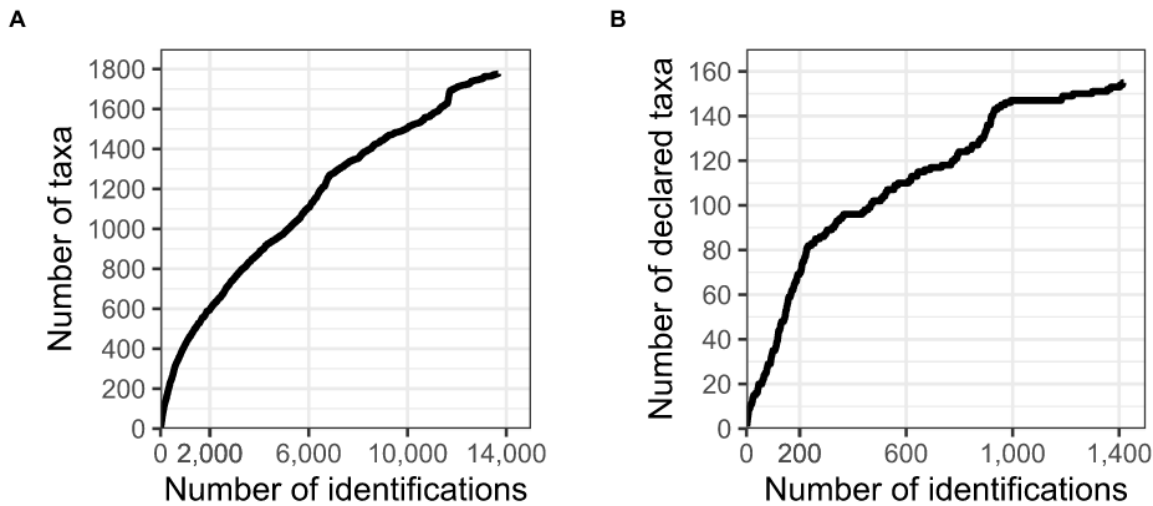 A
Number of taxa
1800
1600
1400
1200
1000
800
600
400
200
0
0 2,000 6,000 10,000 14,000
Number of identifications
B
Number of declared taxa
160
140
120
100
80
60
40
20
0
0 200 600 1,000 1,400
Number of identifications